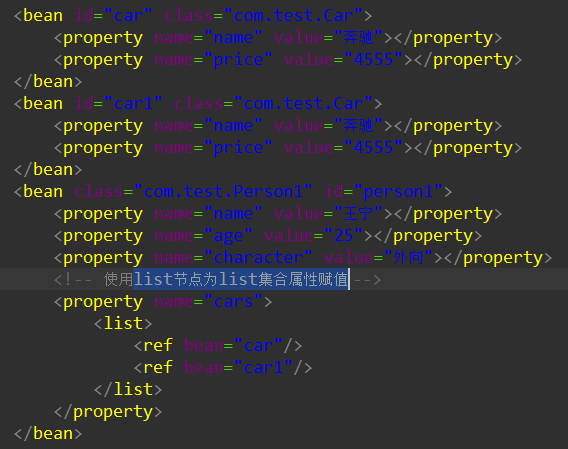 <bean id="car" class="com.test.Car">
<property name="name" value="奔驰"></property>
<property name="price" value="4555"></property>
</bean>
<bean id="car1" class="com.test.Car">
<property name="name" value="奔驰"></property>
<property name="price" value="4555"></property>
</bean>
<bean class="com.test.Person1" id="person1">
<property name="name" value="王宇"></property>
<property name="age" value="25"></property>
<property name="character" value="外向"></property>
<!-- 使用list节点为list集合属性赋值-->
<property name="cars">
<list>
<ref bean="car"/>
<ref bean="car1"/>
</list>
</property>
</bean>